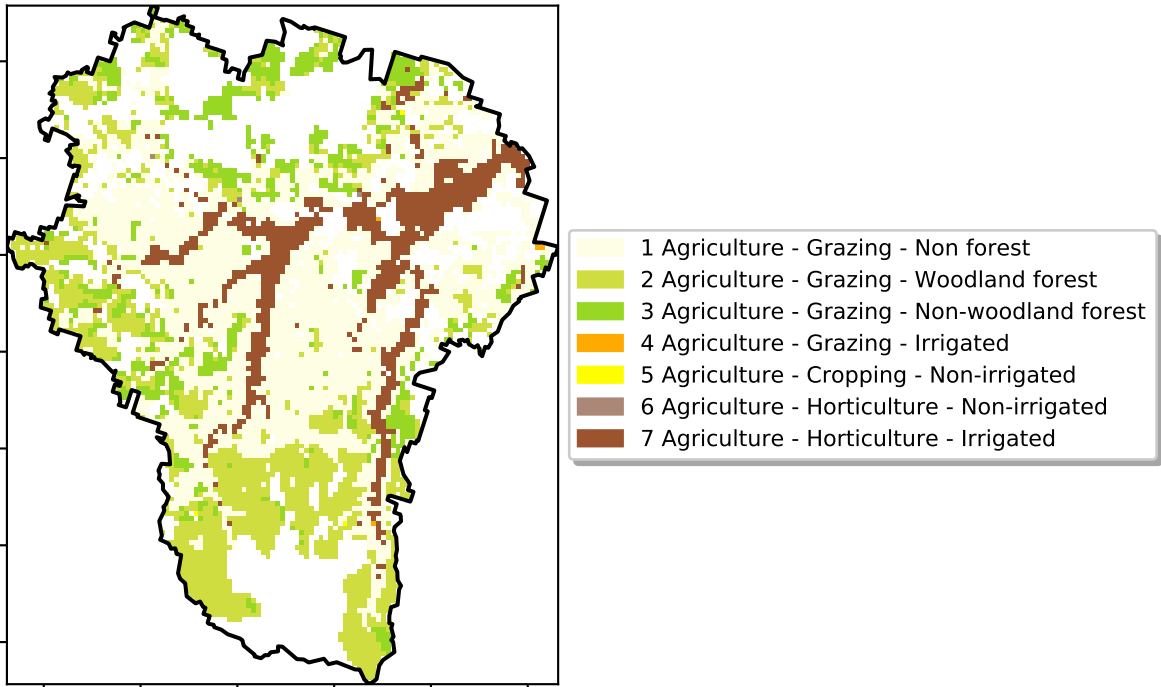 1 Agriculture - Grazing - Non forest
2 Agriculture - Grazing - Woodland forest
3 Agriculture - Grazing - Non-woodland forest
4 Agriculture - Grazing - Irrigated
5 Agriculture - Cropping - Non-irrigated
6 Agriculture - Horticulture - Non-irrigated
7 Agriculture - Horticulture - Irrigated